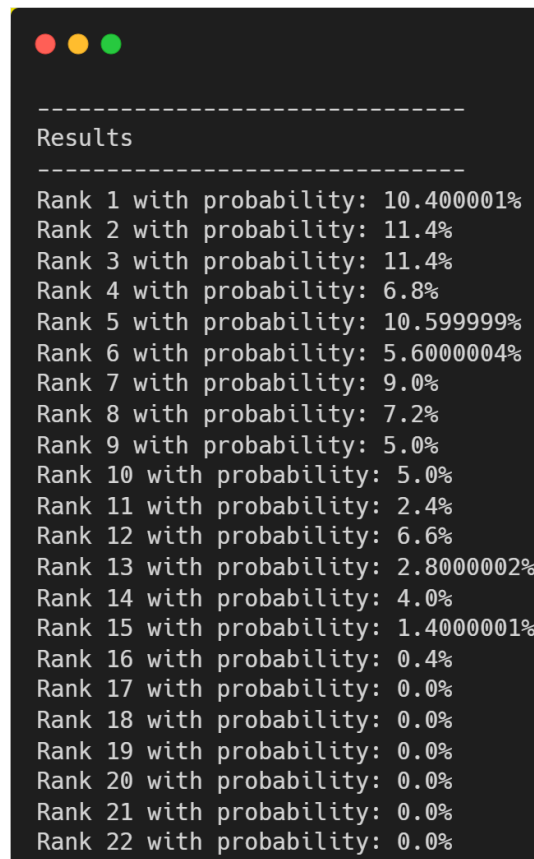 -------------------------------
Results
-------------------------------
Rank 1 with probability: 10.400001%
Rank 2 with probability: 11.4%
Rank 3 with probability: 11.4%
Rank 4 with probability: 6.8%
Rank 5 with probability: 10.599999%
Rank 6 with probability: 5.6000004%
Rank 7 with probability: 9.0%
Rank 8 with probability: 7.2%
Rank 9 with probability: 5.0%
Rank 10 with probability: 5.0%
Rank 11 with probability: 2.4%
Rank 12 with probability: 6.6%
Rank 13 with probability: 2.8000002%
Rank 14 with probability: 4.0%
Rank 15 with probability: 1.4000001%
Rank 16 with probability: 0.4%
Rank 17 with probability: 0.0%
Rank 18 with probability: 0.0%
Rank 19 with probability: 0.0%
Rank 20 with probability: 0.0%
Rank 21 with probability: 0.0%
Rank 22 with probability: 0.0%